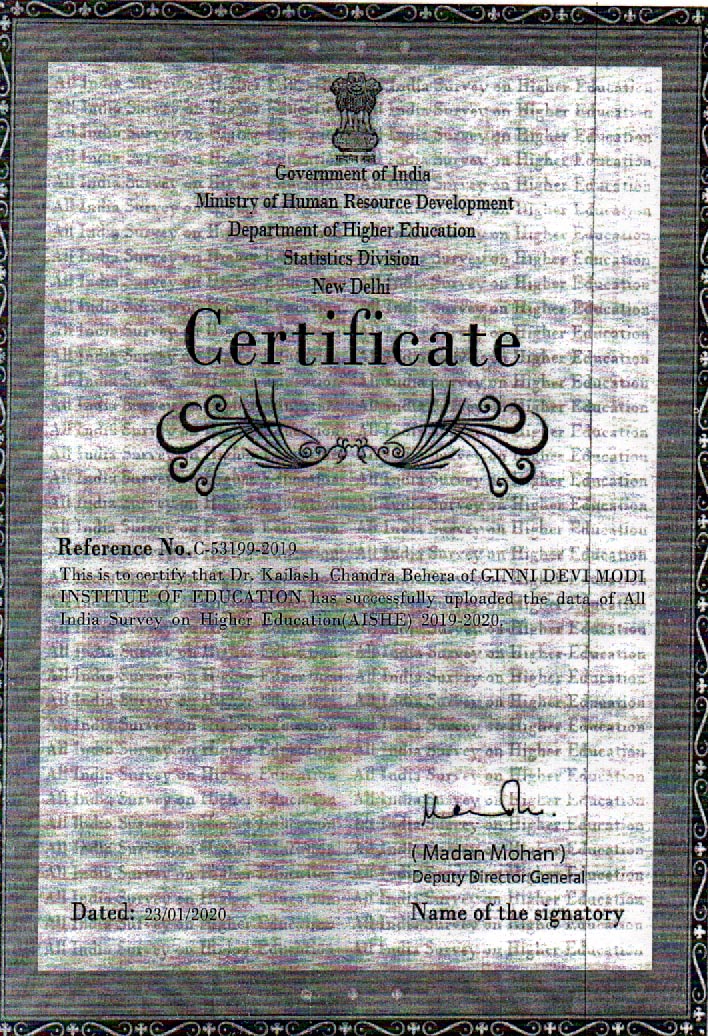 सत्यमेव जयते
Government of India
Ministry of Human Resource Development
Department of Higher Education
Statistics Division
New Delhi
Certificate
Reference No.C-53199-2019
This is to certify that Dr. Kailash Chandra Behera of GINNI DEVI MODI
INSTITUE OF EDUCATION has successfully uploaded the data of All
India Survey on Higher Education(AISHE) 2019-2020.
( Madan Mohan )
Deputy Director General
Dated: 23/01/2020
Name of the signatory